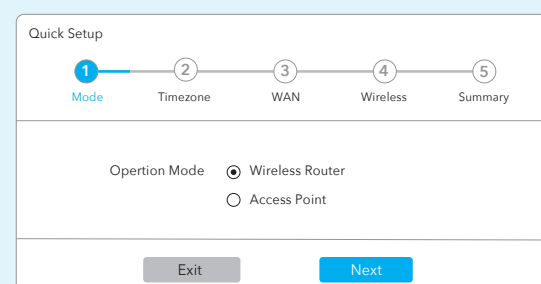 Quick Setup
1 2 3 4 5
Mode Timezone WAN Wireless Summary
Opertion Mode Wireless Router
Access Point
Exit Next